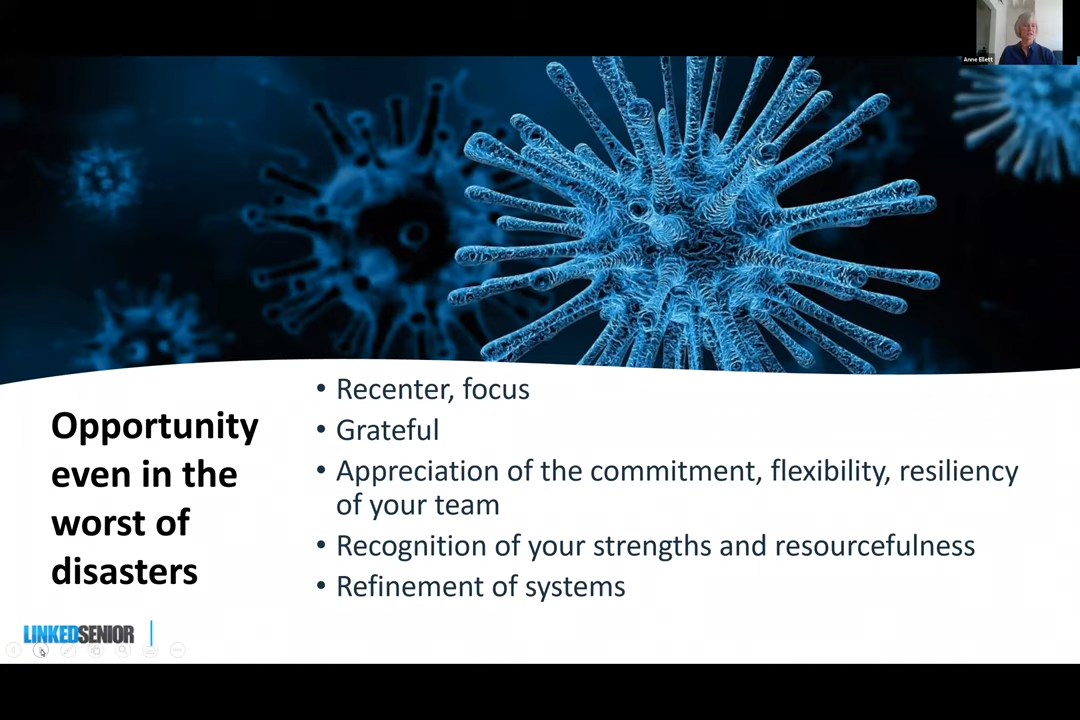 Anne Ellett
Opportunity
even in the
worst of
disasters
• Recenter, focus
• Grateful
• Appreciation of the commitment, flexibility, resiliency
of your team
• Recognition of your strengths and resourcefulness
• Refinement of systems
LINKEDSENIOR